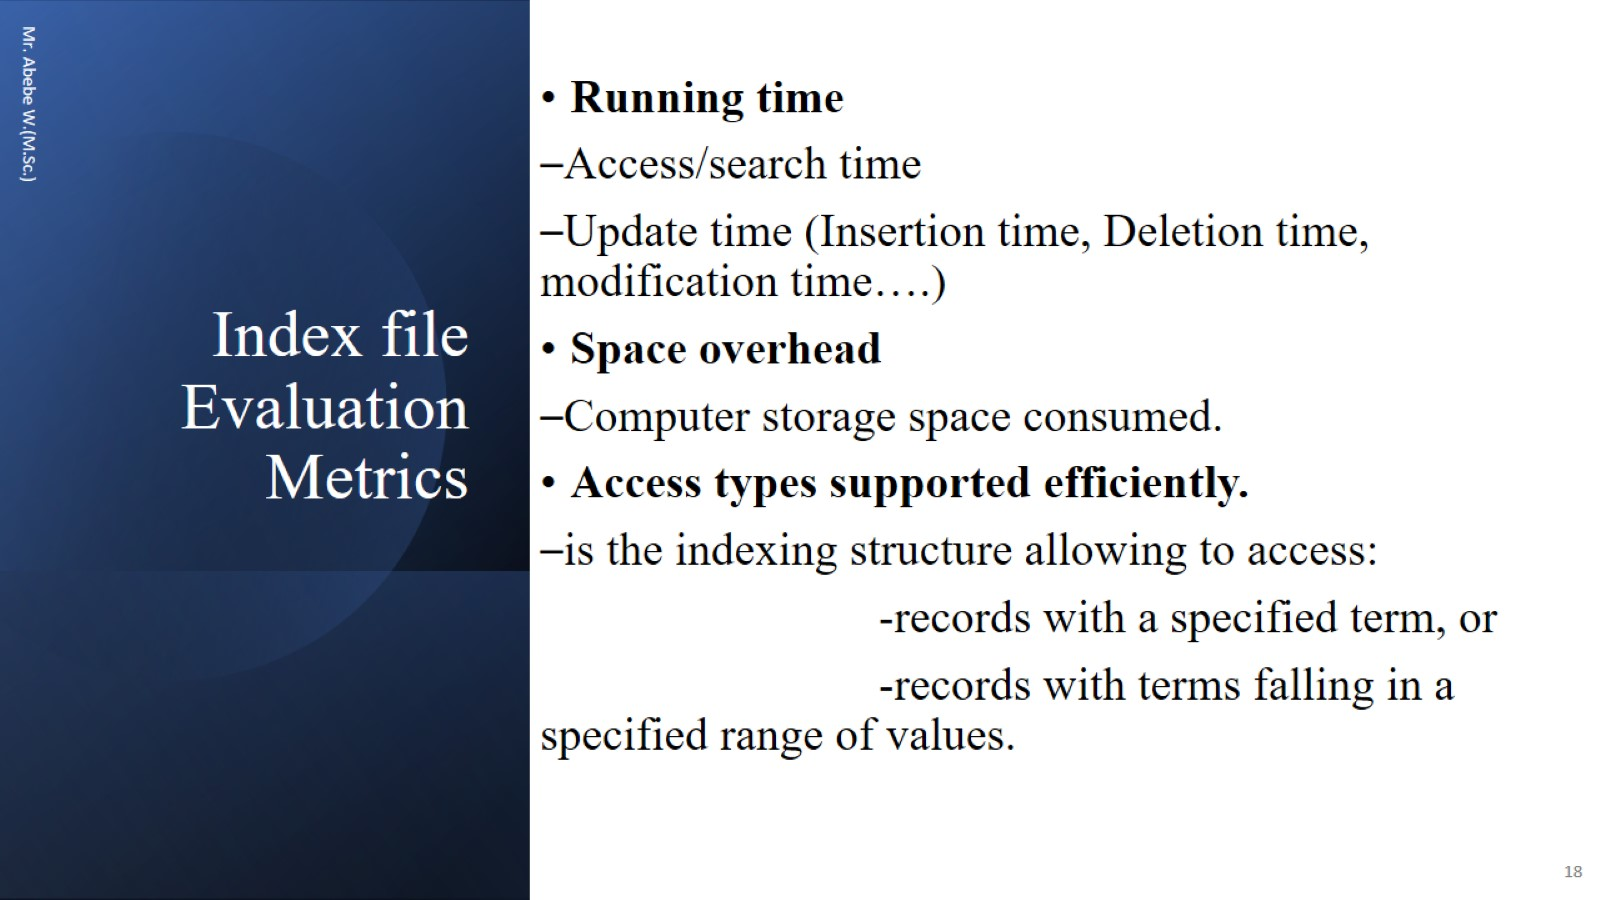 Mr. Abebe W.(M.Sc.)
Index file
Evaluation
Metrics
• Running time
–Access/search time
–Update time (Insertion time, Deletion time,
modification time….)
• Space overhead
–Computer storage space consumed.
• Access types supported efficiently.
–is the indexing structure allowing to access:
-records with a specified term, or
-records with terms falling in a
specified range of values.
18